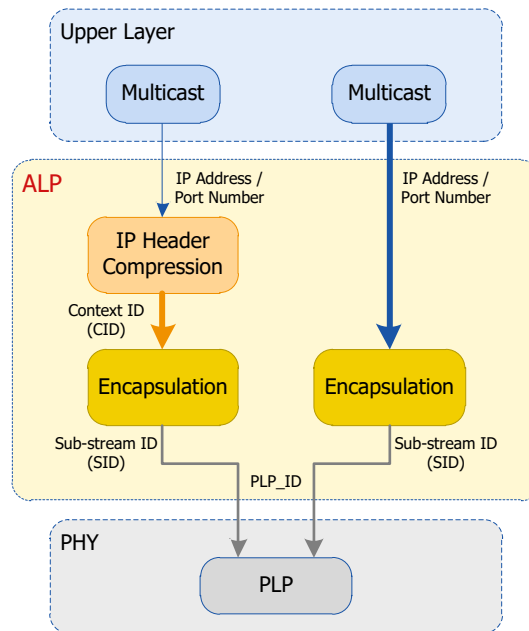 Upper Layer
Multicast
Multicast
ALP
IP Address /
Port Number
IP Address /
Port Number
IP Header
Compression
Context ID
(CID)
Encapsulation
Encapsulation
Sub-stream ID
(SID)
Sub-stream ID
(SID)
PLP_ID
PHY
PLP